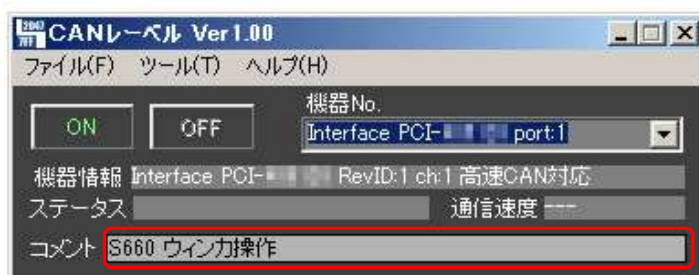 CANレーベル Ver1.00
ファイル(F) ツール(T) ヘルプ(H)
機器No.
ON OFF Interface PCI- port:1
機器情報 Interface PCI- RevID:1 ch:1 高速CAN対応
ステータス 通信速度 ---
コメント S660 ウィンカ操作